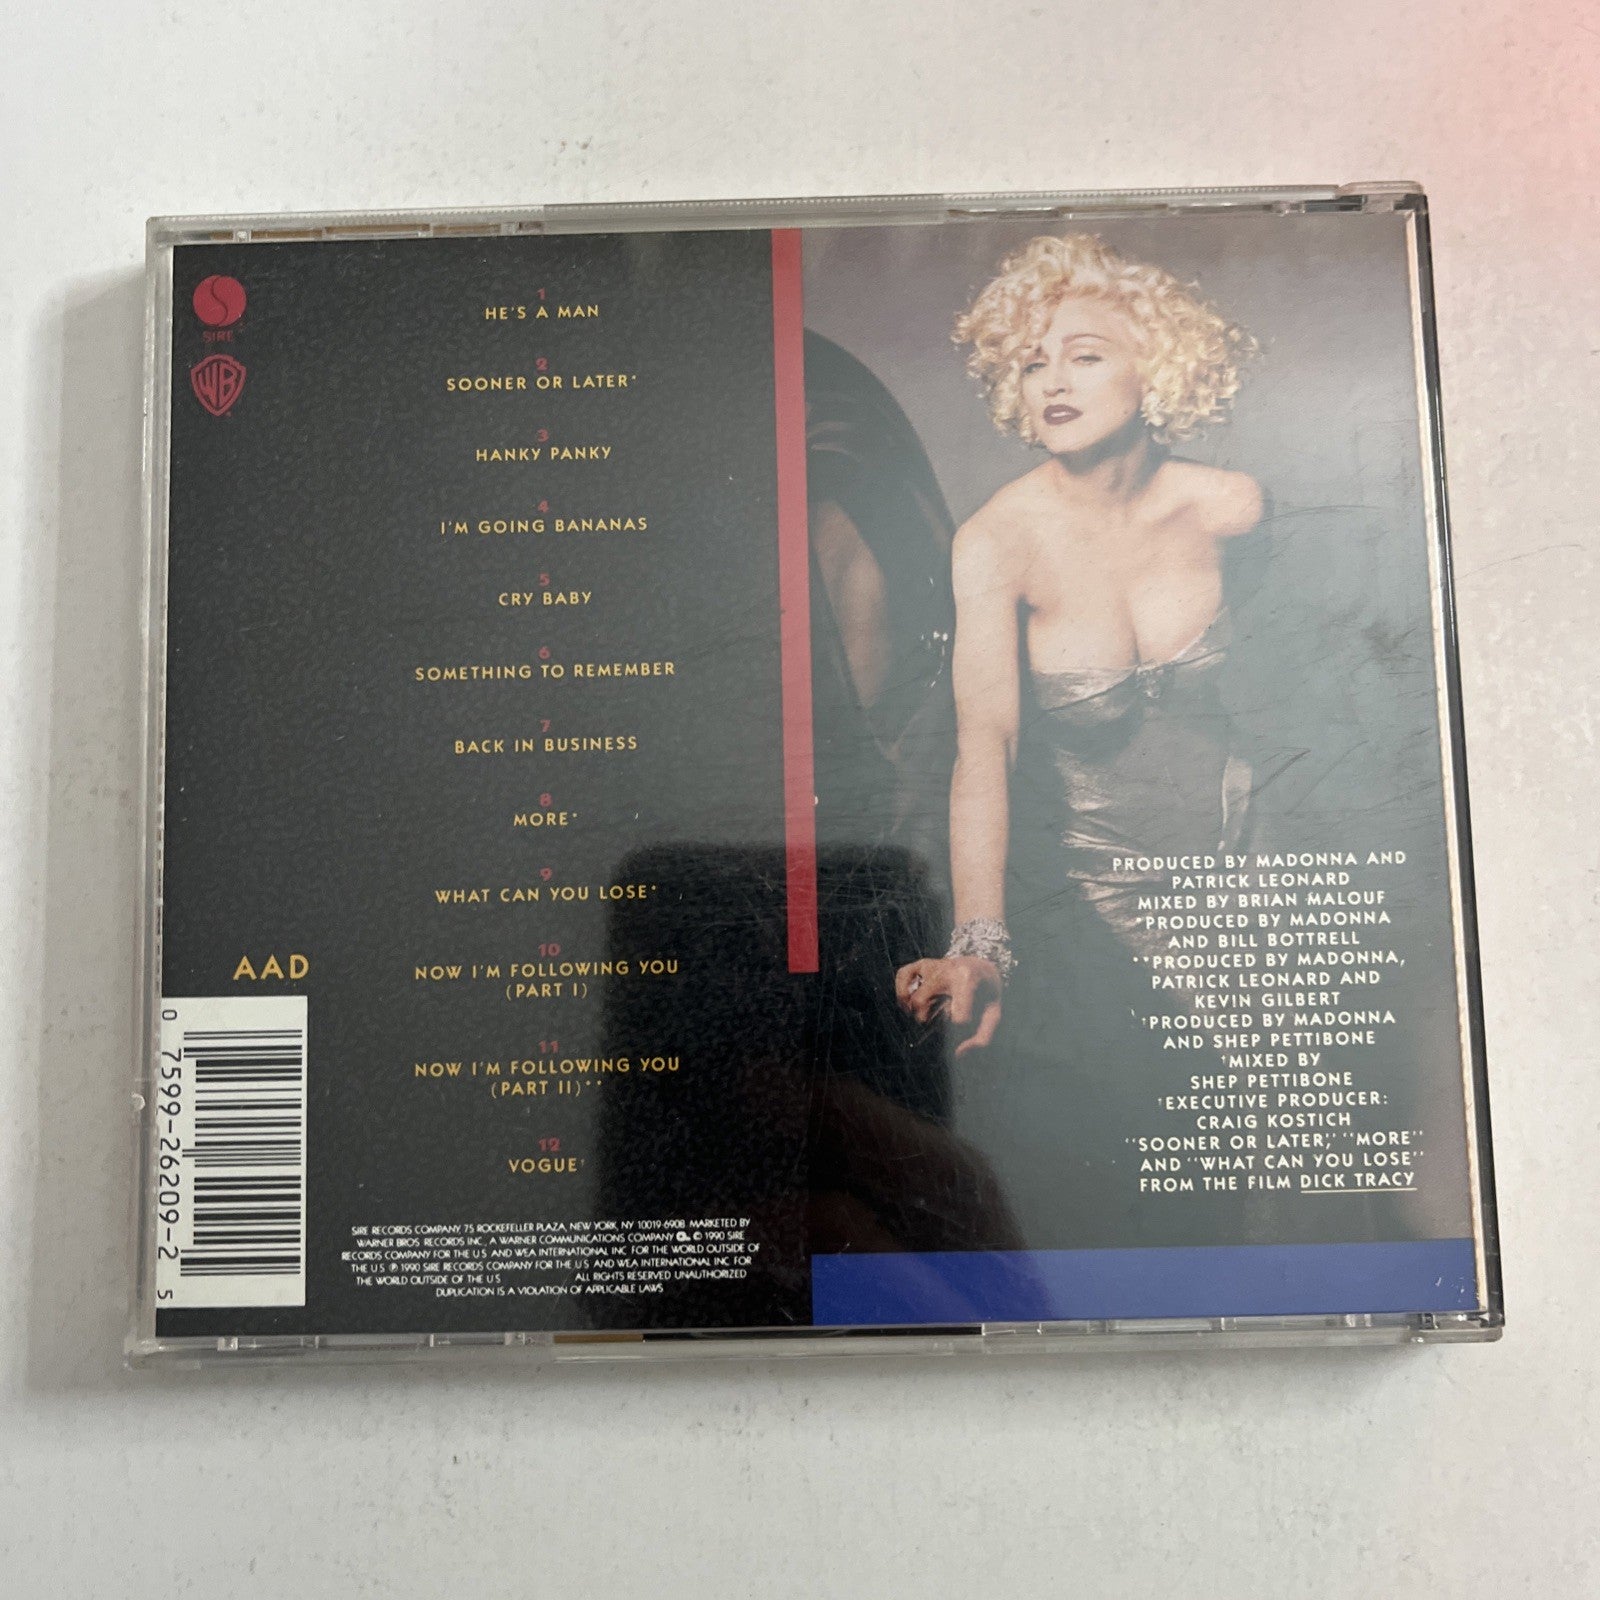 SIRE
WB
1
HE'S A MAN
2
SOONER OR LATER*
3
HANKY PANKY
4
I'M GOING BANANAS
5
CRY BABY
6
SOMETHING TO REMEMBER
7
BACK IN BUSINESS
8
MORE*
9
WHAT CAN YOU LOSE*
10
NOW I'M FOLLOWING YOU
(PART I)
11
NOW I'M FOLLOWING YOU
(PART II)**
12
VOGUE†
AAD
0 7599-26209-2 5
SIRE RECORDS COMPANY, 75 ROCKEFELLER PLAZA, NEW YORK, NY 10019-6908. MARKETED BY
WARNER BROS. RECORDS INC., A WARNER COMMUNICATIONS COMPANY © 1990 SIRE
RECORDS COMPANY FOR THE U.S. AND WEA INTERNATIONAL INC. FOR THE WORLD OUTSIDE OF
THE U.S. ℗ 1990 SIRE RECORDS COMPANY FOR THE U.S. AND WEA INTERNATIONAL INC. FOR
THE WORLD OUTSIDE OF THE U.S. ALL RIGHTS RESERVED. UNAUTHORIZED
DUPLICATION IS A VIOLATION OF APPLICABLE LAWS.
PRODUCED BY MADONNA AND
PATRICK LEONARD
MIXED BY BRIAN MALOUF
*PRODUCED BY MADONNA
AND BILL BOTTRELL
**PRODUCED BY MADONNA,
PATRICK LEONARD AND
KEVIN GILBERT
†PRODUCED BY MADONNA
AND SHEP PETTIBONE
†MIXED BY
SHEP PETTIBONE
†EXECUTIVE PRODUCER:
CRAIG KOSTICH
"SOONER OR LATER," "MORE"
AND "WHAT CAN YOU LOSE"
FROM THE FILM DICK TRACY